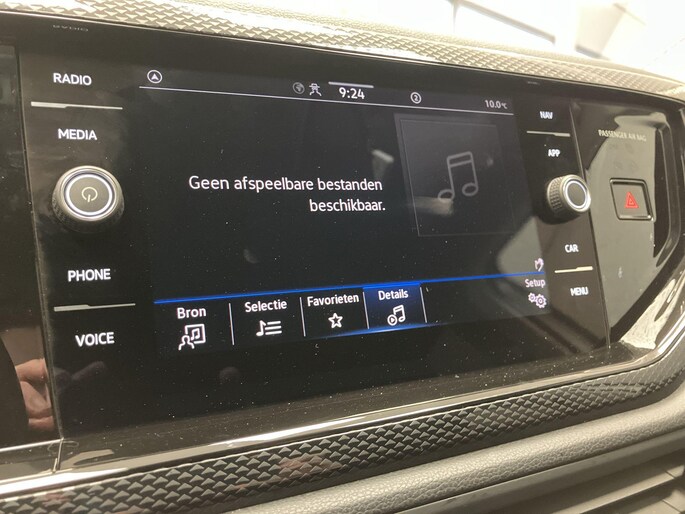 RADIO
MEDIA
PHONE
VOICE
9:24
2
10.0°C
Geen afspeelbare bestanden
beschikbaar.
Bron
Selectie
Favorieten
Details
Setup
NAV
APP
CAR
MENU
PASSENGER AIR BAG